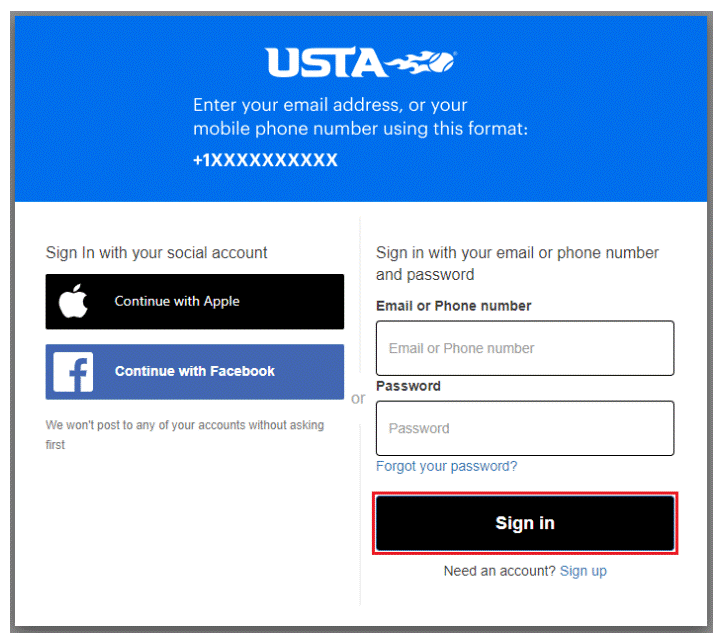 USTA
Enter your email address, or your
mobile phone number using this format:
+1XXXXXXXXXX
Sign In with your social account
Continue with Apple
Continue with Facebook
We won't post to any of your accounts without asking
first
or
Sign in with your email or phone number
and password
Email or Phone number
Email or Phone number
Password
Password
Forgot your password?
Sign in
Need an account? Sign up